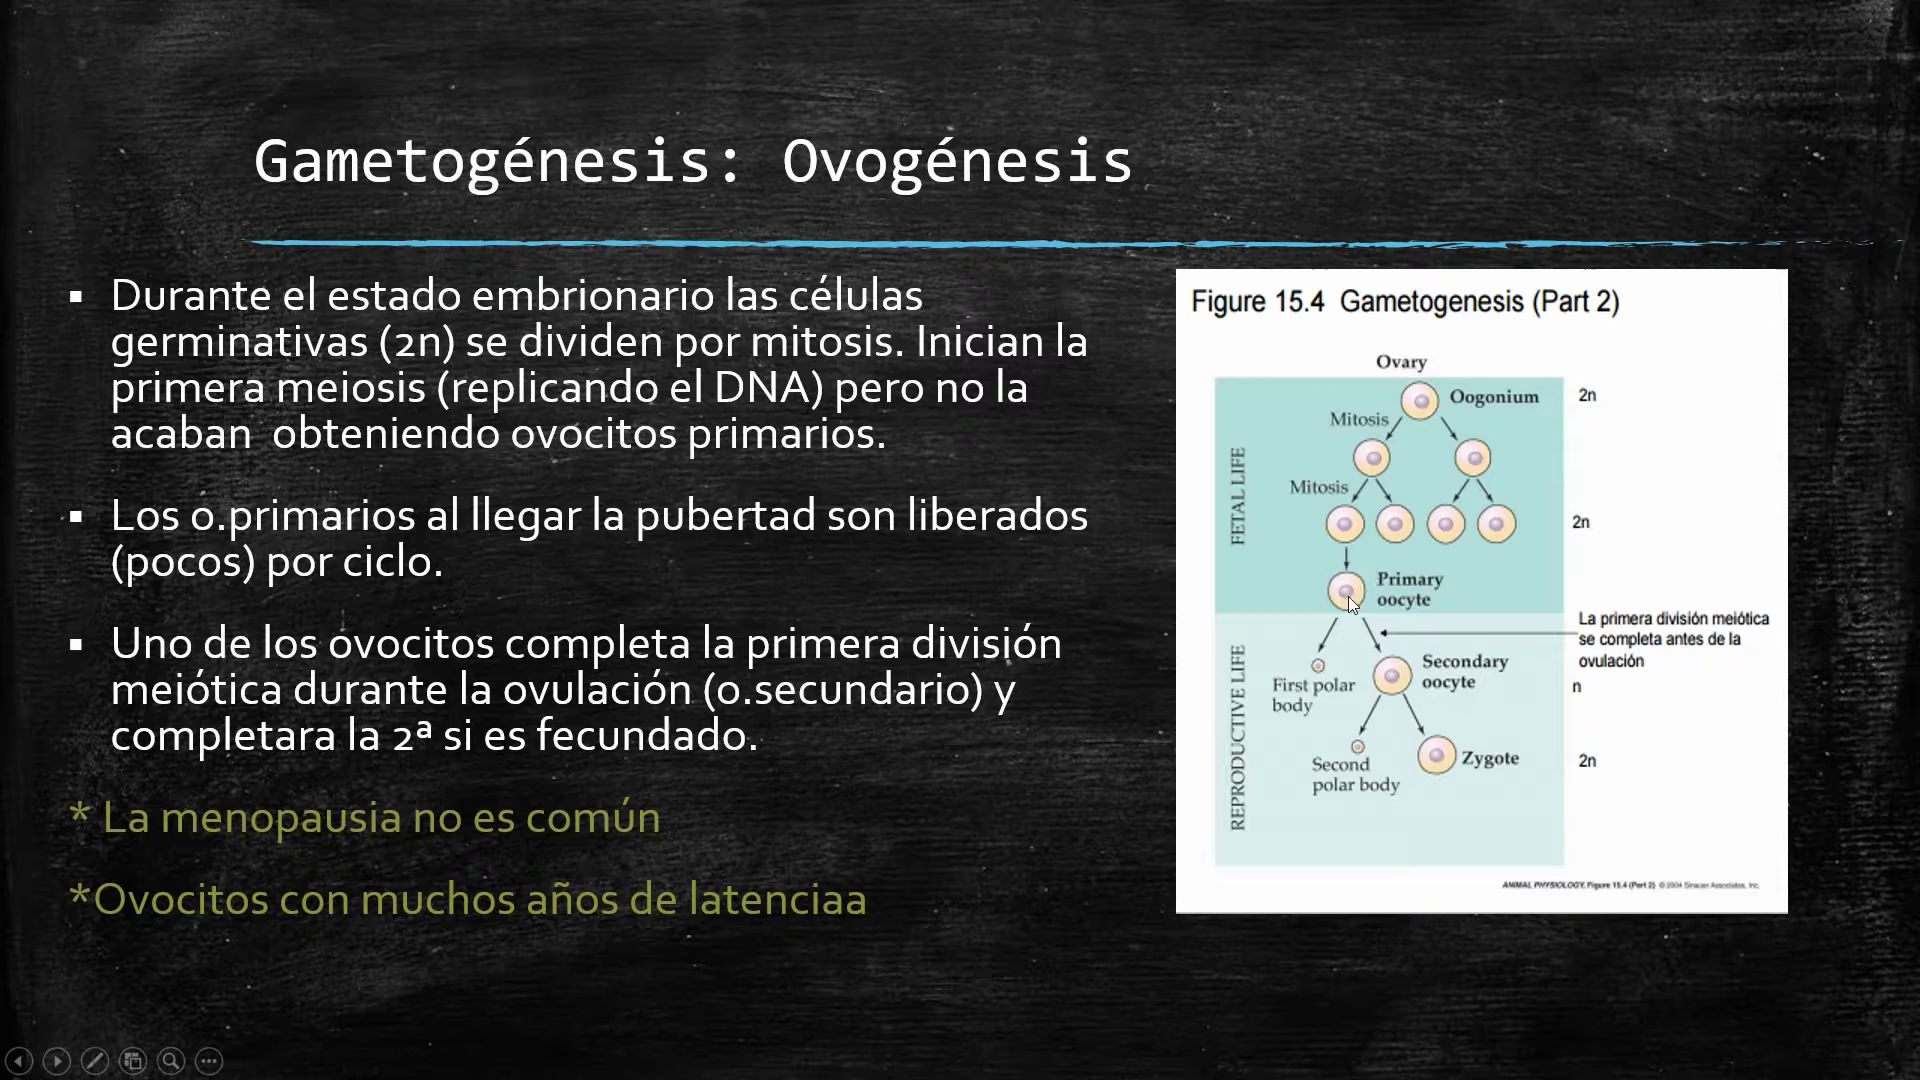 Gametogénesis: Ovogénesis
▪ Durante el estado embrionario las células
germinativas (2n) se dividen por mitosis. Inician la
primera meiosis (replicando el DNA) pero no la
acaban  obteniendo ovocitos primarios.
▪ Los o.primarios al llegar la pubertad son liberados
(pocos) por ciclo.
▪ Uno de los ovocitos completa la primera división
meiótica durante la ovulación (o.secundario) y
completara la 2ª si es fecundado.
* La menopausia no es común
*Ovocitos con muchos años de latenciaa
Figure 15.4  Gametogenesis (Part 2)
Ovary
Oogonium
2n
Mitosis
Mitosis
2n
FETAL LIFE
Primary
oocyte
La primera división meiótica
se completa antes de la
ovulación
Secondary
oocyte
n
First polar
body
REPRODUCTIVE LIFE
Zygote
2n
Second
polar body
ANIMAL PHYSIOLOGY, Figure 15.4 (Part 2) © 2004 Sinauer Associates, Inc.